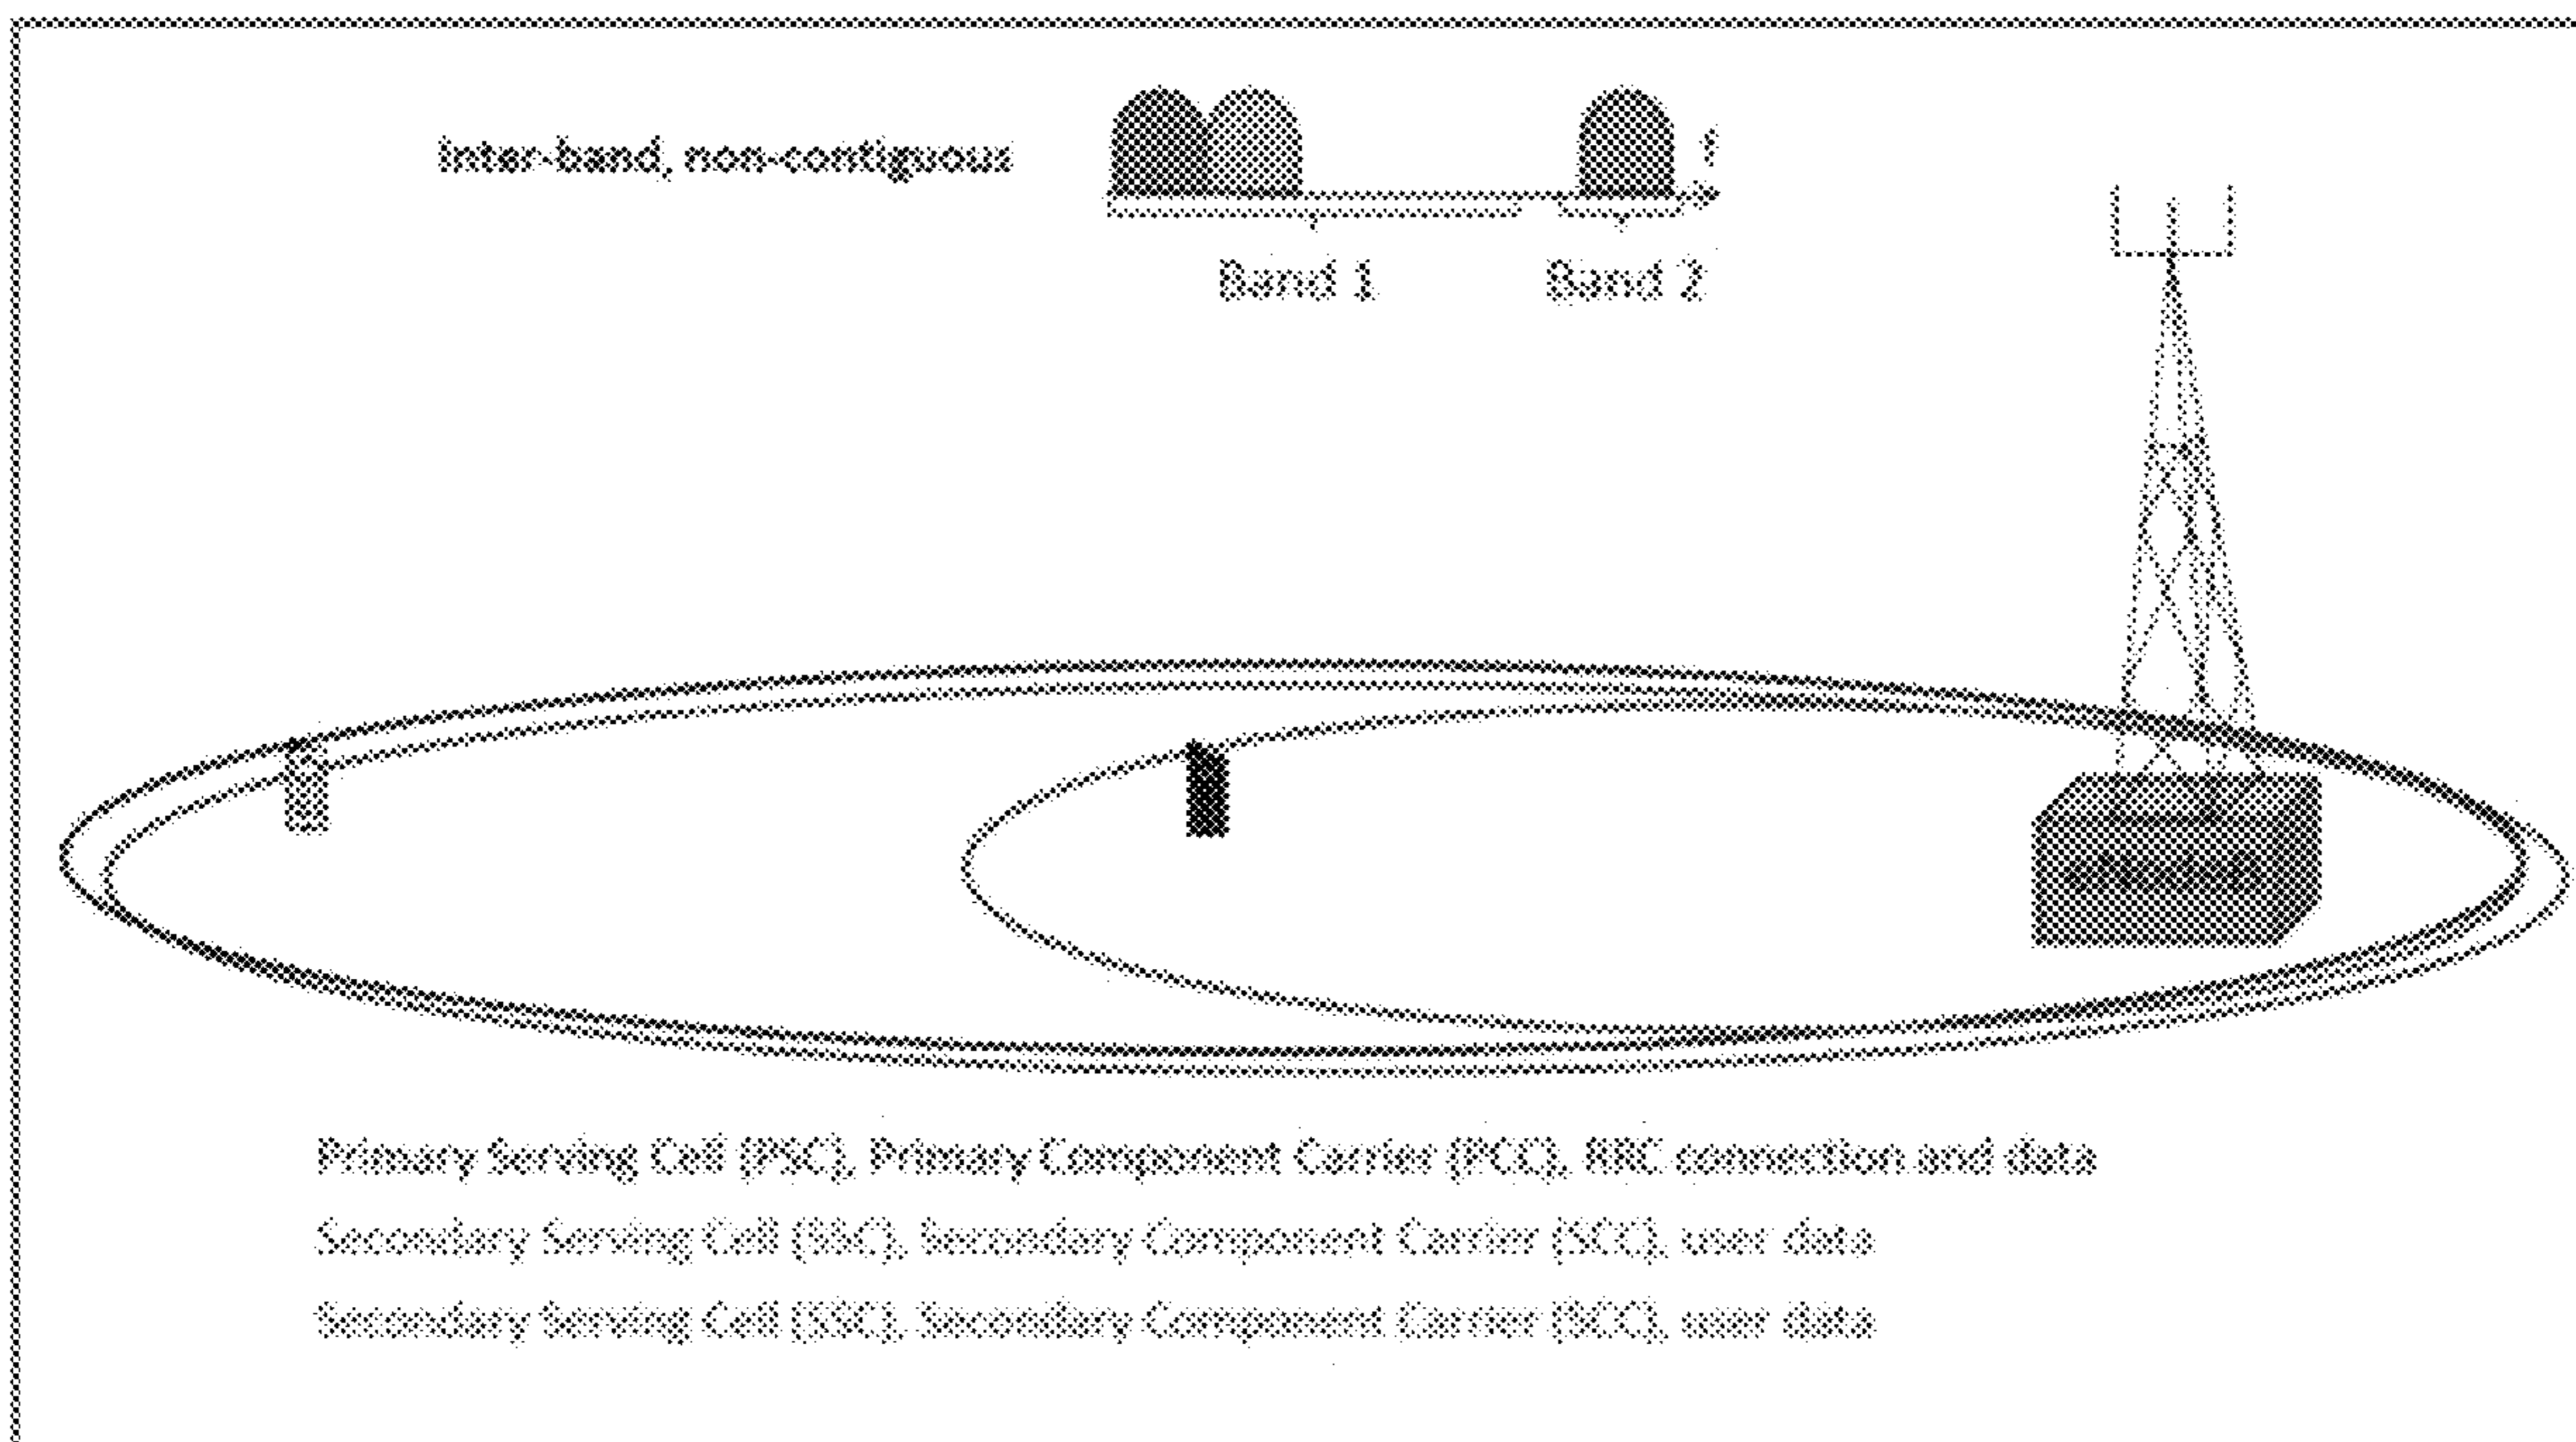 Inter-band, non-contiguous
f
Band 1 Band 2
Primary Serving Cell (PSC), Primary Component Carrier (PCC), RRC connection and data
Secondary Serving Cell (SSC), Secondary Component Carrier (SCC), user data
Secondary Serving Cell (SSC), Secondary Component Carrier (SCC), user data